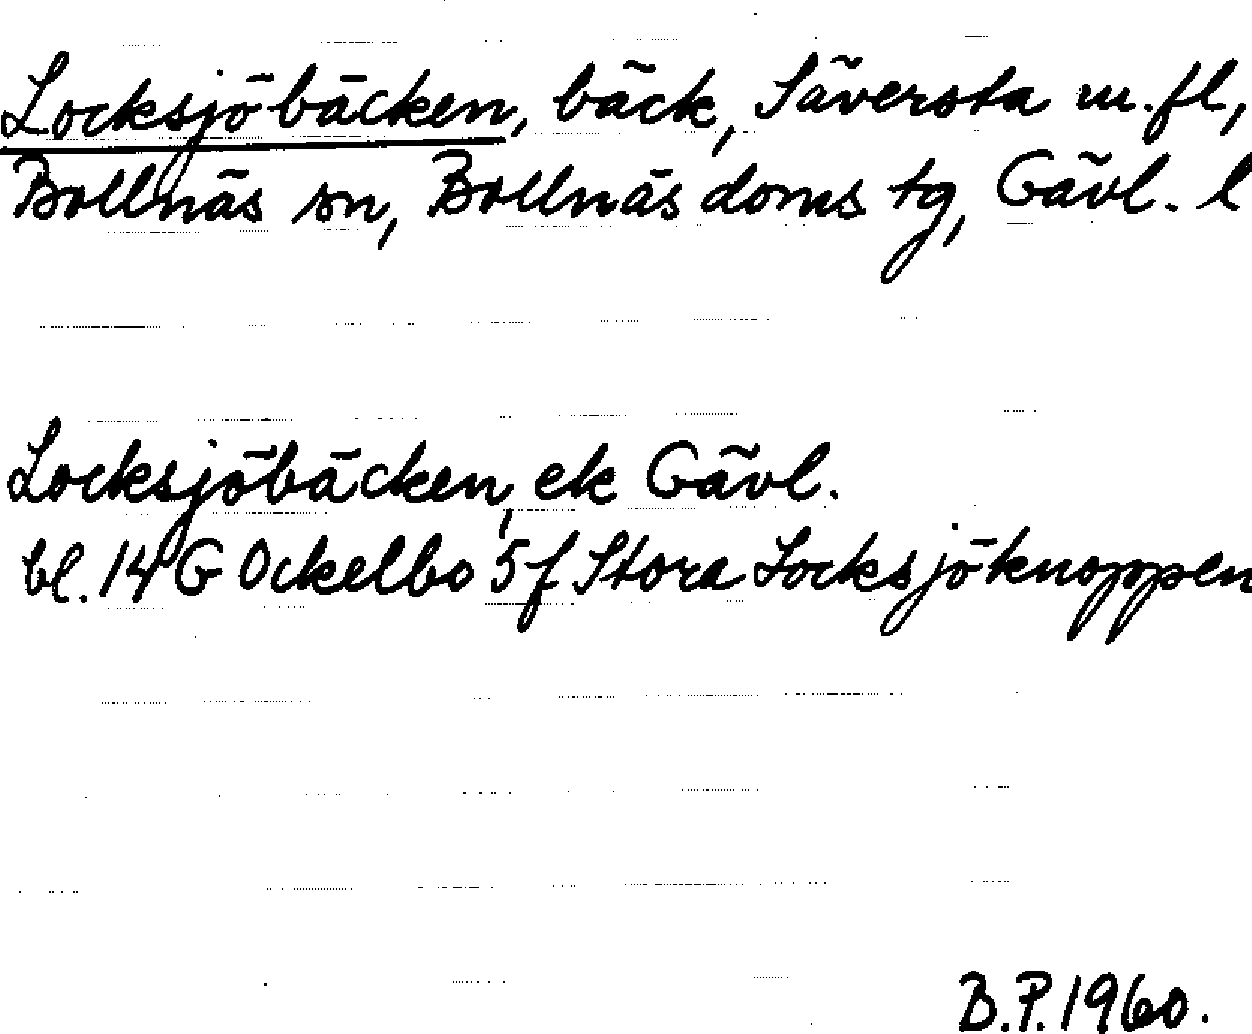 Locksjöbäcken, bäck, Säversta m.fl,
Bollnäs sn, Bollnäs doms tg, Gävl. l
Locksjöbäcken, ek Gävl.
bl. 14 G Ockelbo 5f Stora Locksjöknoppen
B.P. 1960.